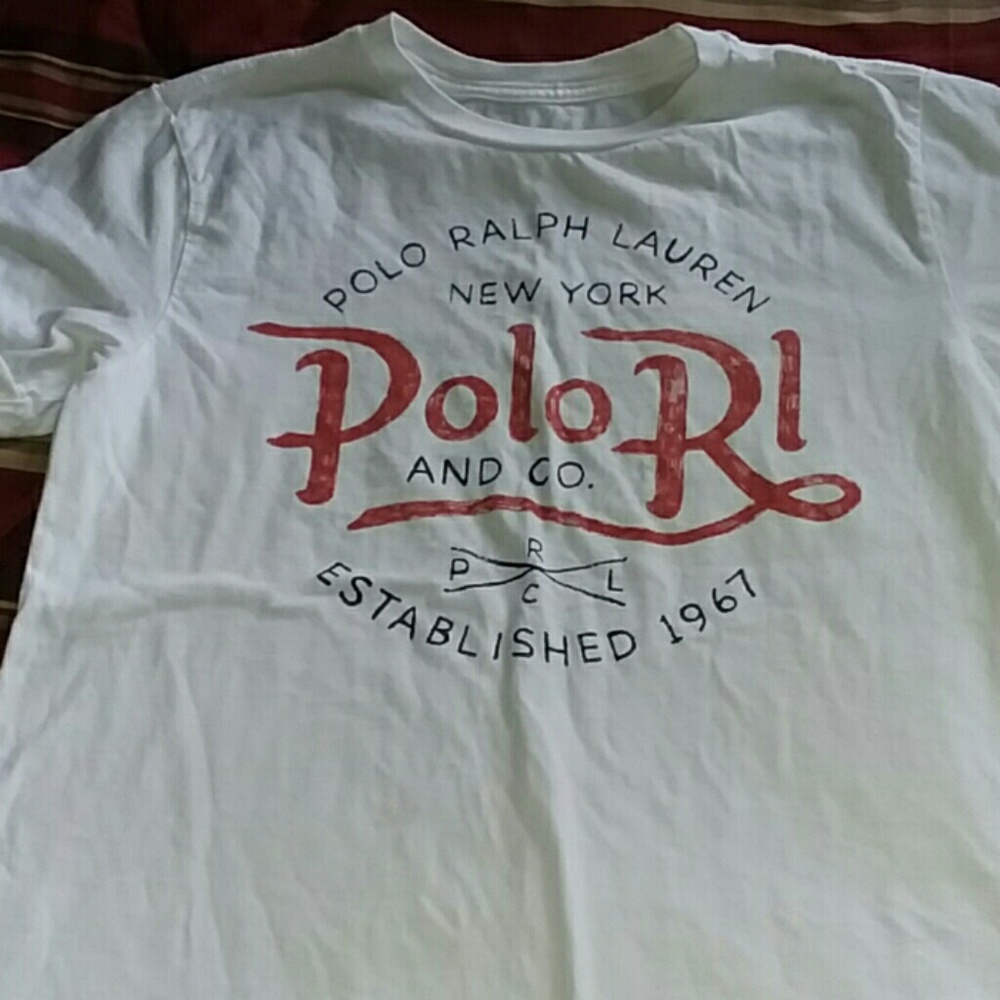 POLO RALPH LAUREN
NEW YORK
Polo Rl
AND CO.
R
P L
C
ESTABLISHED 1967